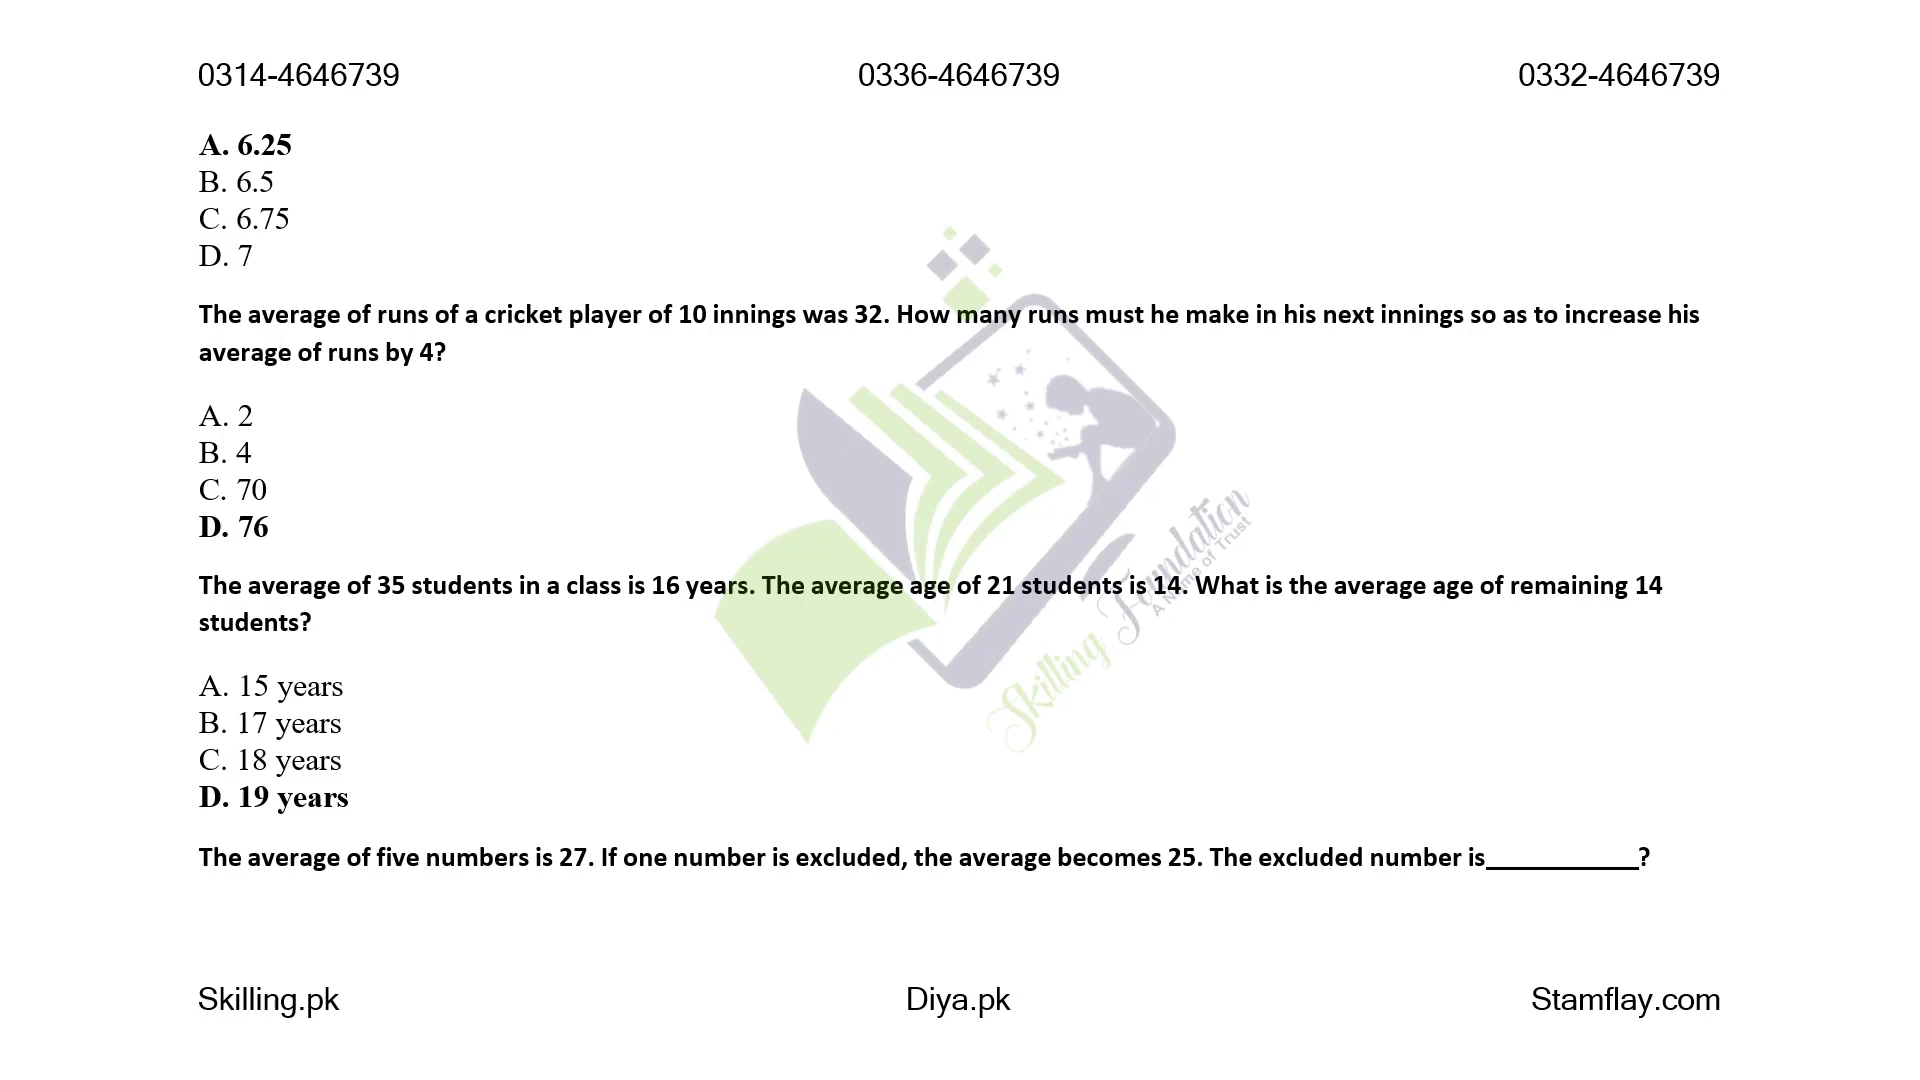 0314-4646739 0336-4646739 0332-4646739
A. 6.25
B. 6.5
C. 6.75
D. 7
The average of runs of a cricket player of 10 innings was 32. How many runs must he make in his next innings so as to increase his
average of runs by 4?
A. 2
B. 4
C. 70
D. 76
The average of 35 students in a class is 16 years. The average age of 21 students is 14. What is the average age of remaining 14
students?
A. 15 years
B. 17 years
C. 18 years
D. 19 years
The average of five numbers is 27. If one number is excluded, the average becomes 25. The excluded number is___________?
Skilling Foundation
A Name of Trust
Skilling.pk Diya.pk Stamflay.com